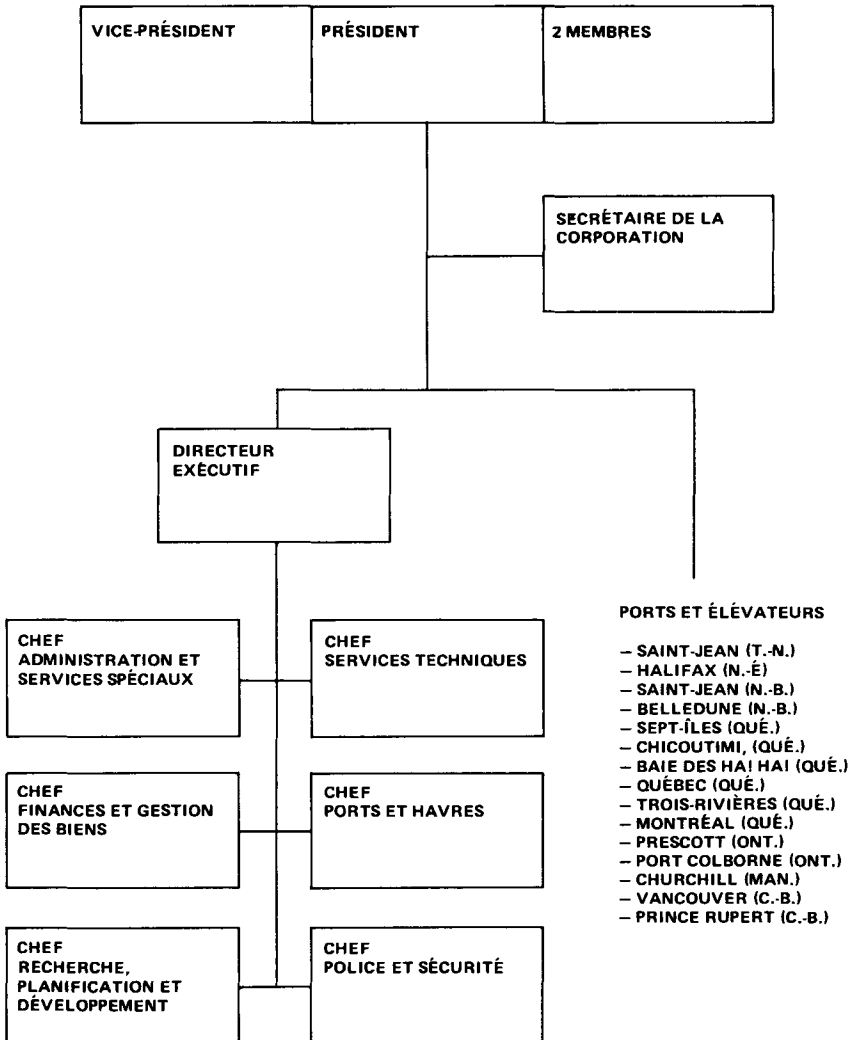 VICE-PRÉSIDENT
PRÉSIDENT
2 MEMBRES
SECRÉTAIRE DE LA
CORPORATION
DIRECTEUR
EXÉCUTIF
CHEF
ADMINISTRATION ET
SERVICES SPÉCIAUX
CHEF
SERVICES TECHNIQUES
CHEF
FINANCES ET GESTION
DES BIENS
CHEF
PORTS ET HAVRES
CHEF
RECHERCHE,
PLANIFICATION ET
DÉVELOPPEMENT
CHEF
POLICE ET SÉCURITÉ
PORTS ET ÉLÉVATEURS
– SAINT-JEAN (T.-N.)
– HALIFAX (N.-É)
– SAINT-JEAN (N.-B.)
– BELLEDUNE (N.-B.)
– SEPT-ÎLES (QUÉ.)
– CHICOUTIMI, (QUÉ.)
– BAIE DES HA! HA! (QUÉ.)
– QUÉBEC (QUÉ.)
– TROIS-RIVIÈRES (QUÉ.)
– MONTRÉAL (QUÉ.)
– PRESCOTT (ONT.)
– PORT COLBORNE (ONT.)
– CHURCHILL (MAN.)
– VANCOUVER (C.-B.)
– PRINCE RUPERT (C.-B.)